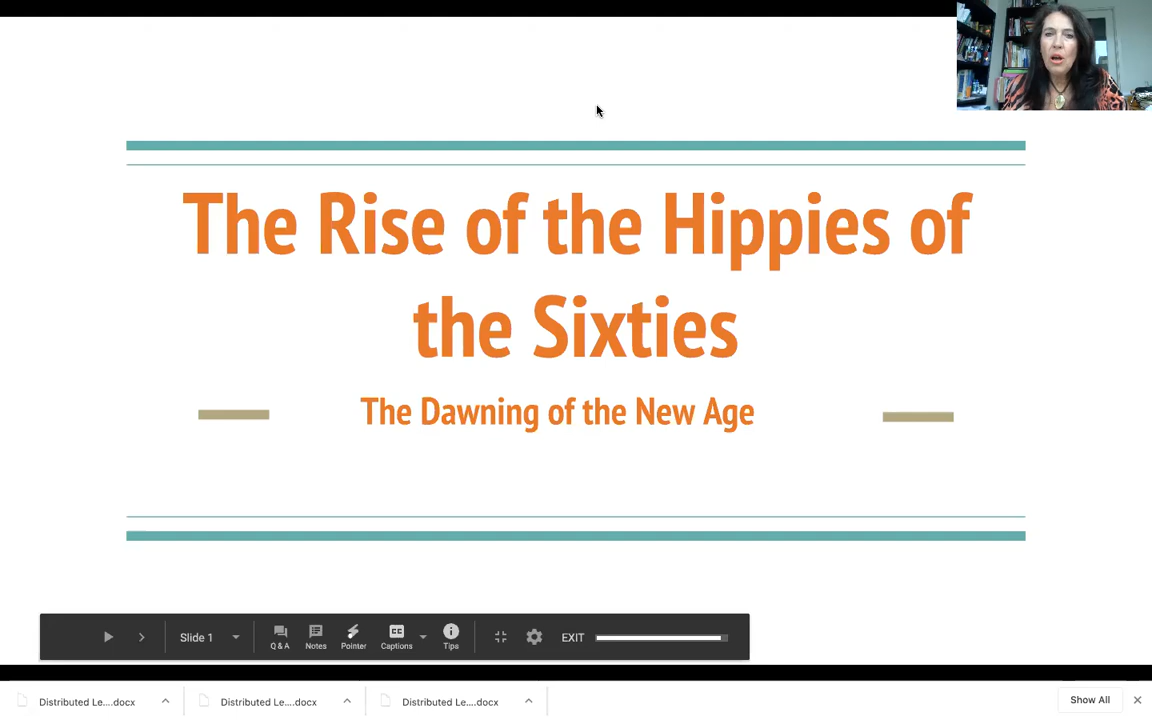 The Rise of the Hippies of
the Sixties
The Dawning of the New Age
Slide 1
Q & A
Notes
Pointer
CC
Captions
Tips
EXIT
Distributed Le....docx
Distributed Le....docx
Distributed Le....docx
Show All